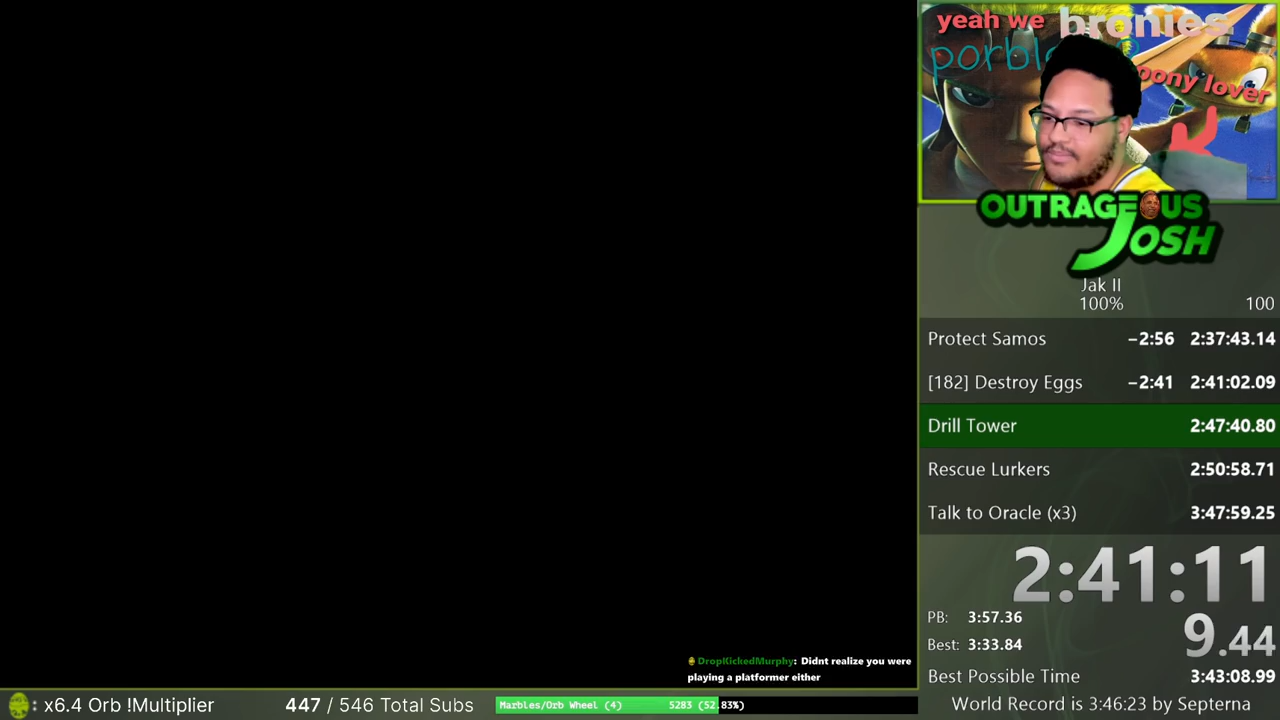 yeah we bronies
pony lover
OUTRAGEOUS
JOSH
Jak II
100% 100
Protect Samos −2:56 2:37:43.14
[182] Destroy Eggs −2:41 2:41:02.09
Drill Tower 2:47:40.80
Rescue Lurkers 2:50:58.71
Talk to Oracle (x3) 3:47:59.25
2:41:11
PB: 3:57.36
Best: 3:33.84
9.44
Best Possible Time 3:43:08.99
World Record is 3:46:23 by Septerna
DropKickedMurphy: Didnt realize you were
playing a platformer either
: x6.4 Orb !Multiplier 447 / 546 Total Subs Marbles/Orb Wheel (4) 5283 (52.83%)